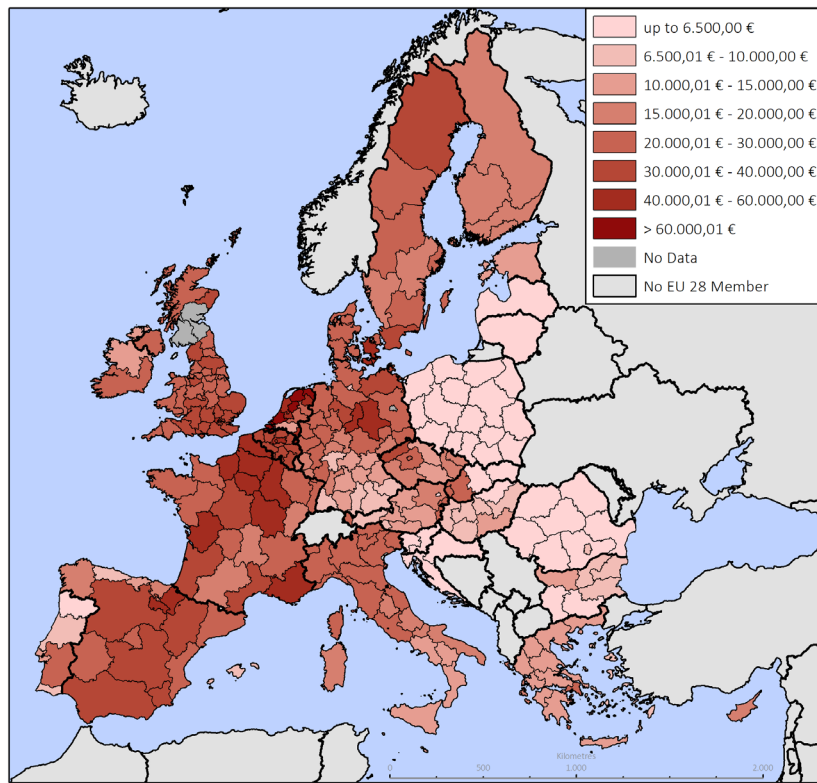 up to 6.500,00 €
6.500,01 € - 10.000,00 €
10.000,01 € - 15.000,00 €
15.000,01 € - 20.000,00 €
20.000,01 € - 30.000,00 €
30.000,01 € - 40.000,00 €
40.000,01 € - 60.000,00 €
> 60.000,01 €
No Data
No EU 28 Member
Kilometres
0 500 1.000 2.000